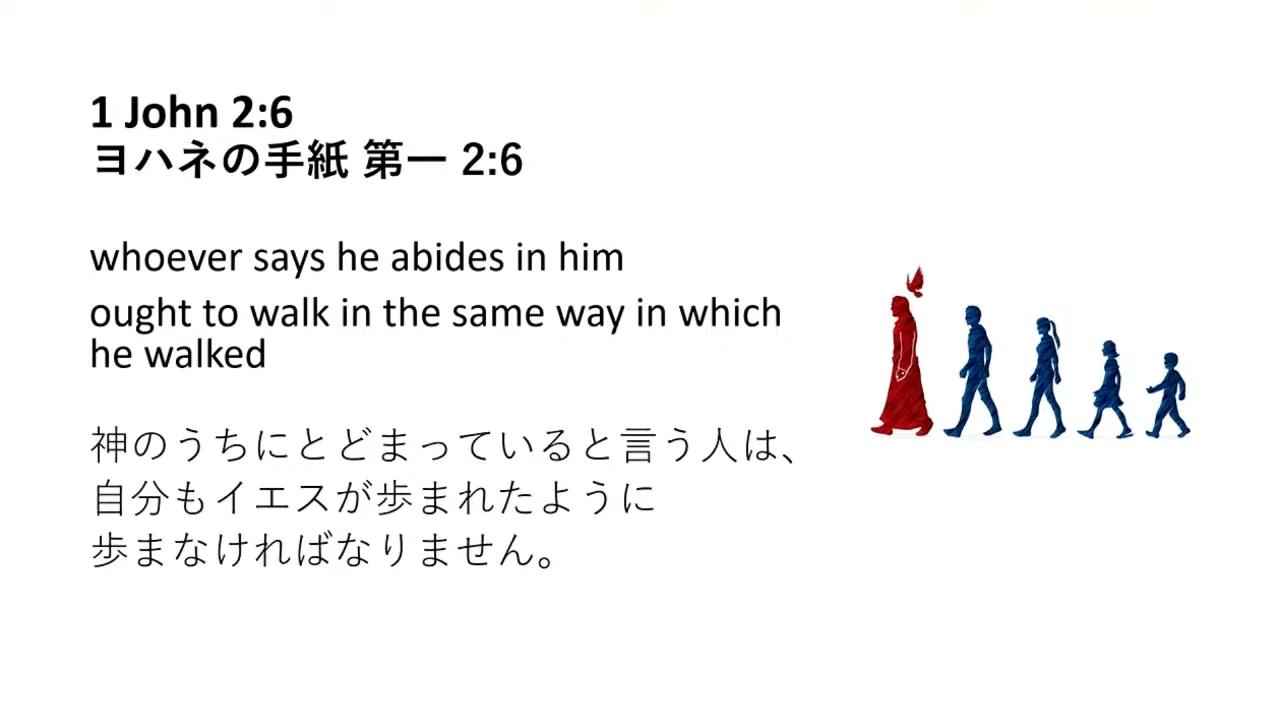 1 John 2:6
ヨハネの手紙 第一 2:6
whoever says he abides in him
ought to walk in the same way in which
he walked
神のうちにとどまっていると言う人は、
自分もイエスが歩まれたように
歩まなければなりません。